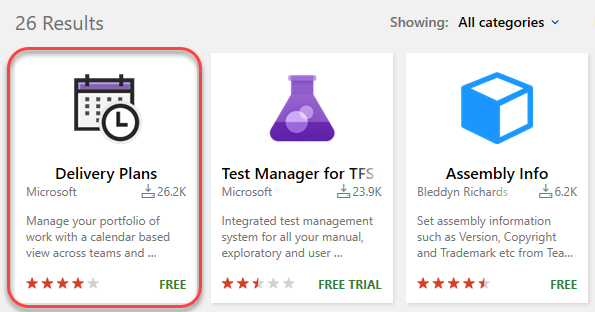 26 Results
Showing: All categories
Delivery Plans
Microsoft 26.2K
Manage your portfolio of
work with a calendar based
view across teams and ...
FREE
Test Manager for TFS
Microsoft 23.9K
Integrated test management
system for all your manual,
exploratory and user ...
FREE TRIAL
Assembly Info
Bleddyn Richards 6.2K
Set assembly information
such as Version, Copyright
and Trademark etc from Tea...
FREE